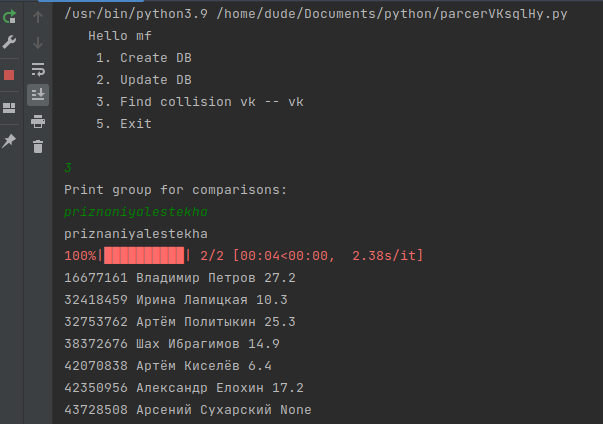 /usr/bin/python3.9 /home/dude/Documents/python/parcerVKsqlHy.py
Hello mf
1. Create DB
2. Update DB
3. Find collision vk -- vk
5. Exit
3
Print group for comparisons:
priznaniyalestekha
priznaniyalestekha
100%|██████████| 2/2 [00:04<00:00,  2.38s/it]
16677161 Владимир Петров 27.2
32418459 Ирина Лапицкая 10.3
32753762 Артём Политыкин 25.3
38372676 Шах Ибрагимов 14.9
42070838 Артём Киселёв 6.4
42350956 Александр Елохин 17.2
43728508 Арсений Сухарский None